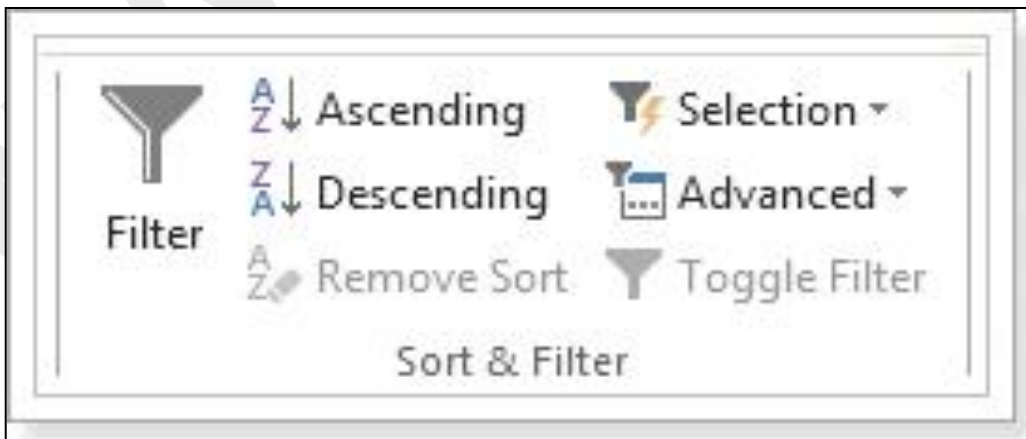 Filter
Ascending
Descending
Remove Sort
Selection
Advanced
Toggle Filter
Sort & Filter